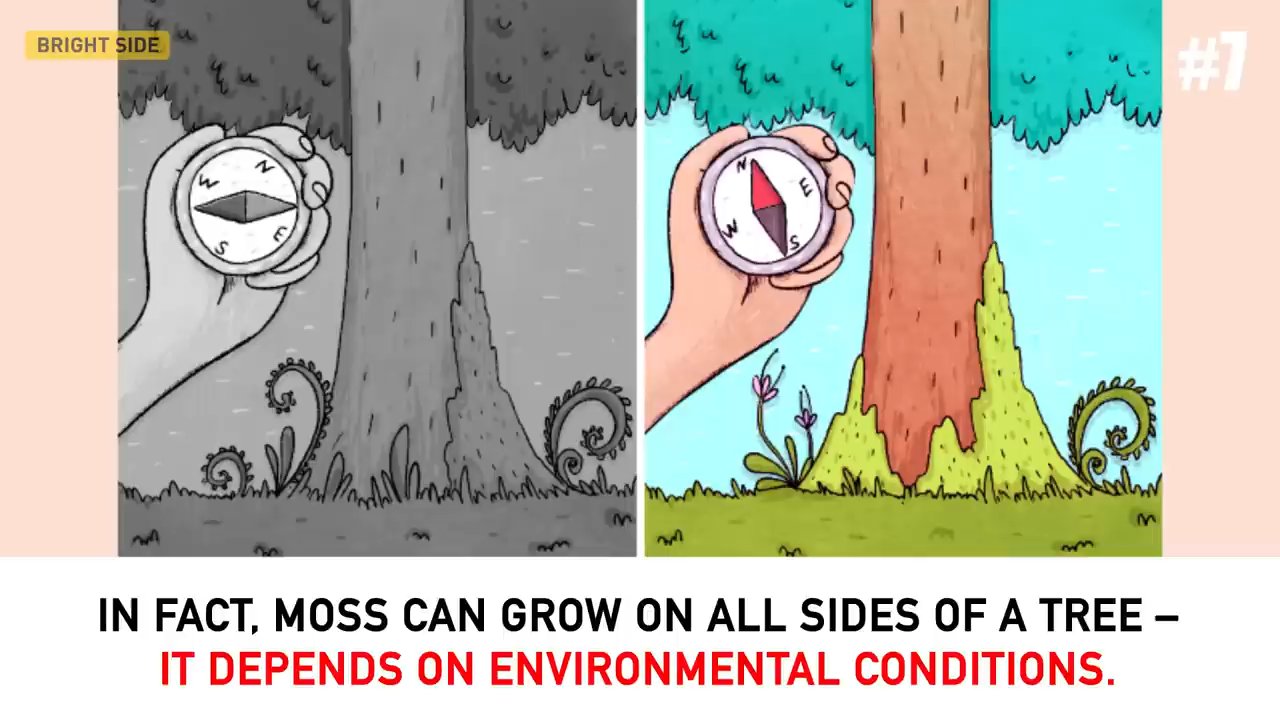 BRIGHT SIDE
#7
W N
S E
N E
W S
IN FACT, MOSS CAN GROW ON ALL SIDES OF A TREE –
IT DEPENDS ON ENVIRONMENTAL CONDITIONS.